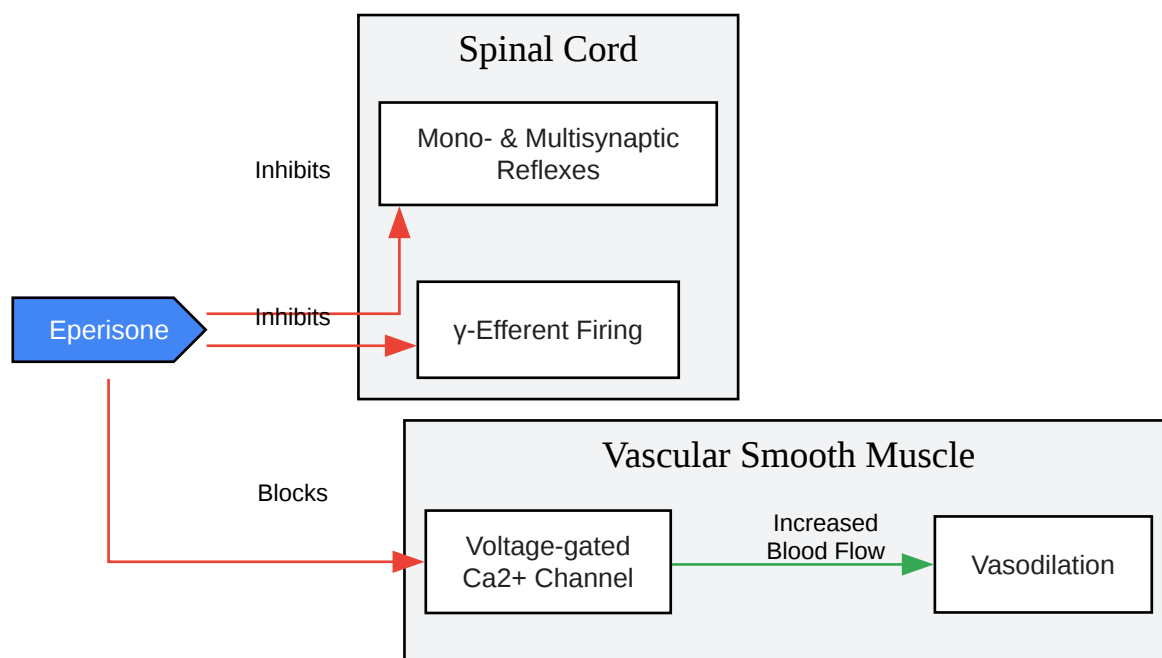 Spinal Cord
Mono- & Multisynaptic
Reflexes
Inhibits
Eperisone
Inhibits
γ-Efferent Firing
Vascular Smooth Muscle
Blocks
Voltage-gated
Ca2+ Channel
Increased
Blood Flow
Vasodilation